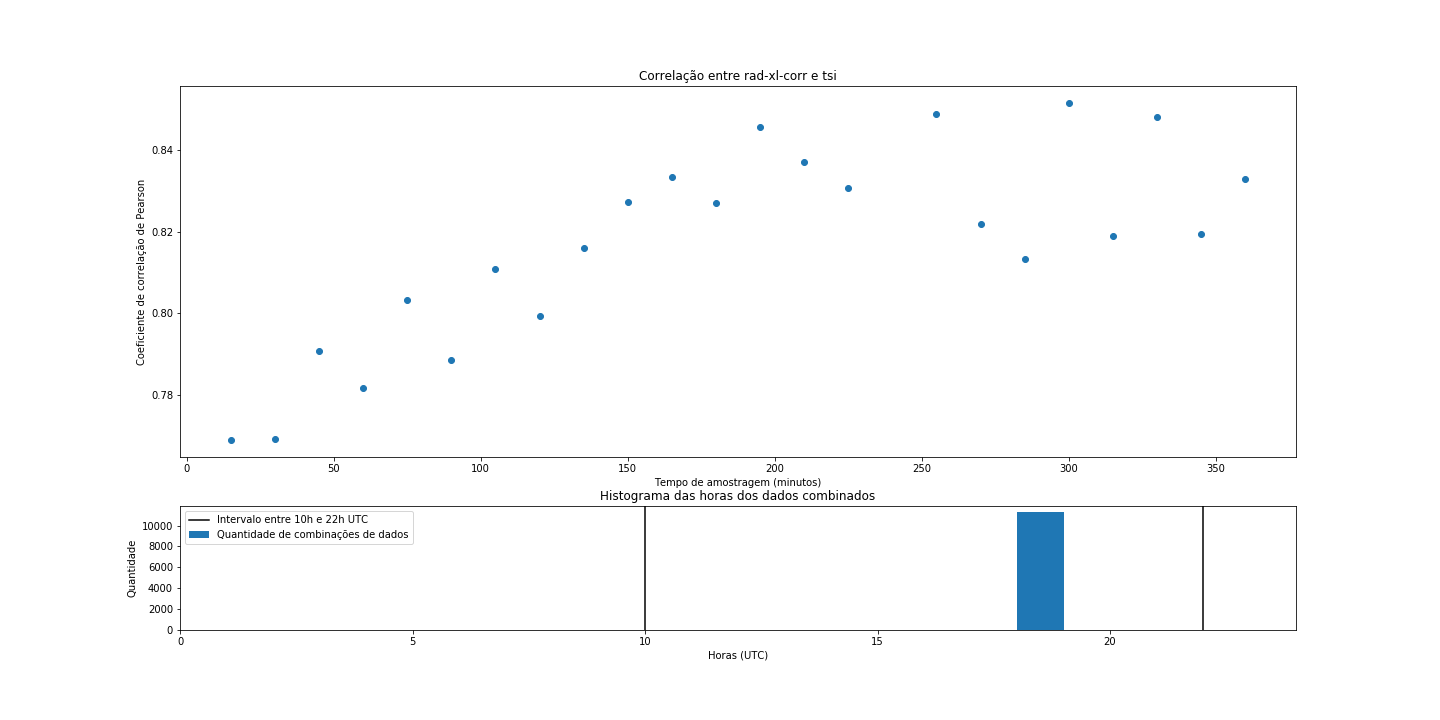 Correlação entre rad-xl-corr e tsi
Coeficiente de correlação de Pearson
0.84
0.82
0.80
0.78
0 50 100 150 200 250 300 350
Tempo de amostragem (minutos)
Histograma das horas dos dados combinados
Intervalo entre 10h e 22h UTC
Quantidade de combinações de dados
Quantidade
10000
8000
6000
4000
2000
0
0 5 10 15 20
Horas (UTC)